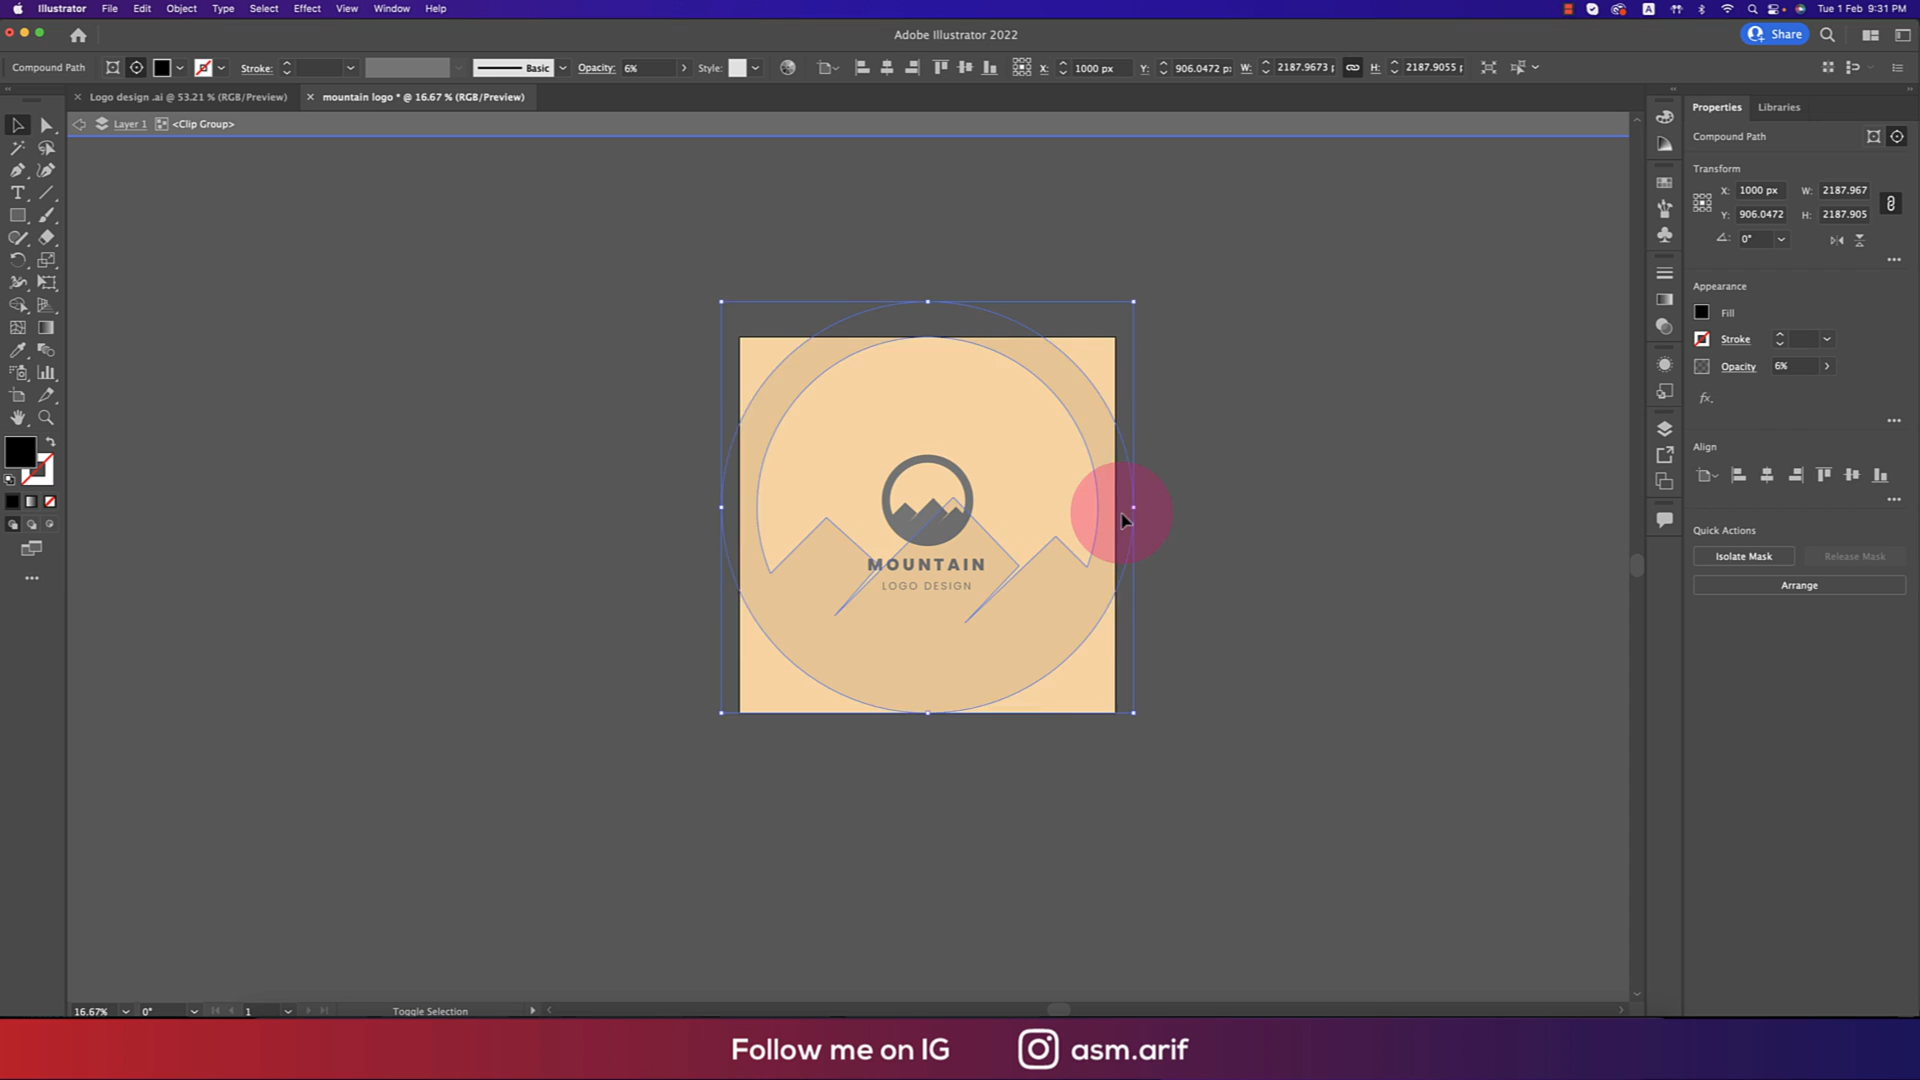 Illustrator File Edit Object Type Select Effect View Window Help
A
Tue 1 Feb 9:31 PM
Adobe Illustrator 2022
Share
Compound Path
Stroke:
Basic
Opacity: 6%
Style:
X: 1000 px
Y: 906.0472 px
W: 2187.9673 p
H: 2187.9055 p
Logo design .ai @ 53.21 % (RGB/Preview)
mountain logo * @ 16.67 % (RGB/Preview)
Layer 1 <Clip Group>
Properties Libraries
Compound Path
Transform
X: 1000 px W: 2187.967
Y: 906.0472 H: 2187.905
0°
Appearance
Fill
Stroke
Opacity 6%
fx.
Align
Quick Actions
Isolate Mask Release Mask
Arrange
MOUNTAIN
LOGO DESIGN
16.67% 0° 1 Toggle Selection
Follow me on IG asm.arif